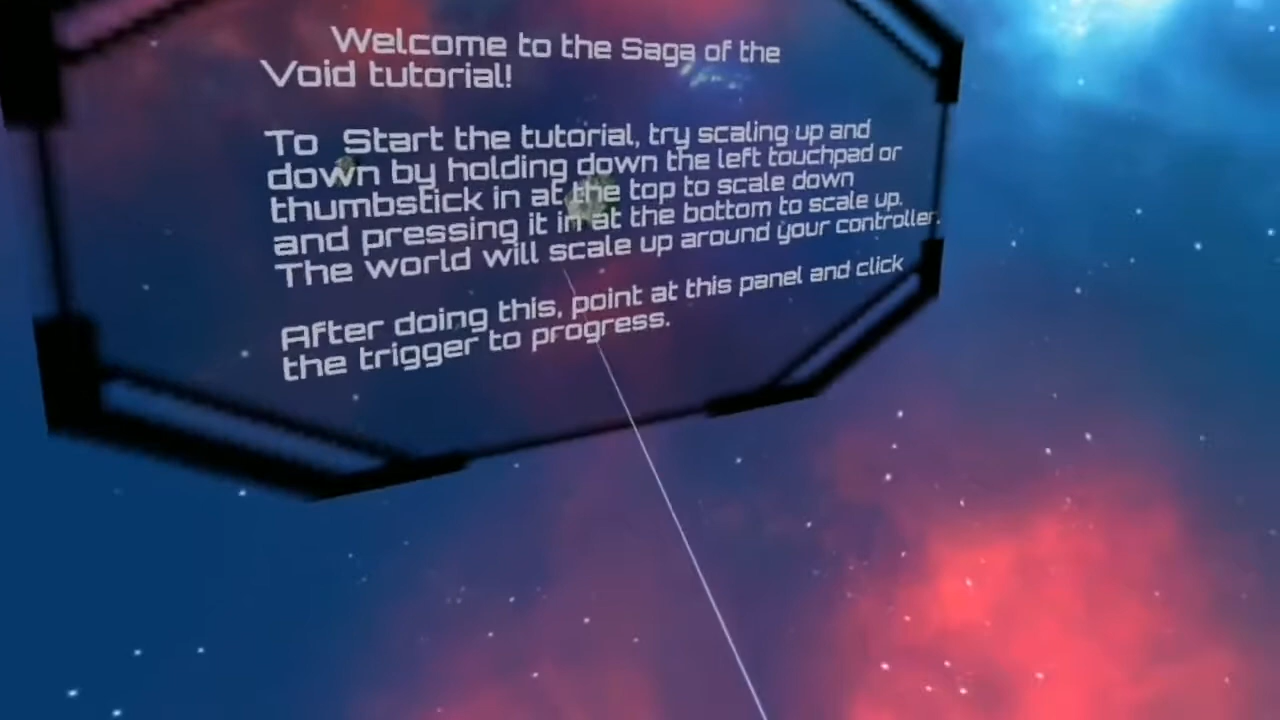 Welcome to the Saga of the
Void tutorial!
To Start the tutorial, try scaling up and
down by holding down the left touchpad or
thumbstick in at the top to scale down
and pressing it in at the bottom to scale up.
The world will scale up around your controller.
After doing this, point at this panel and click
the trigger to progress.